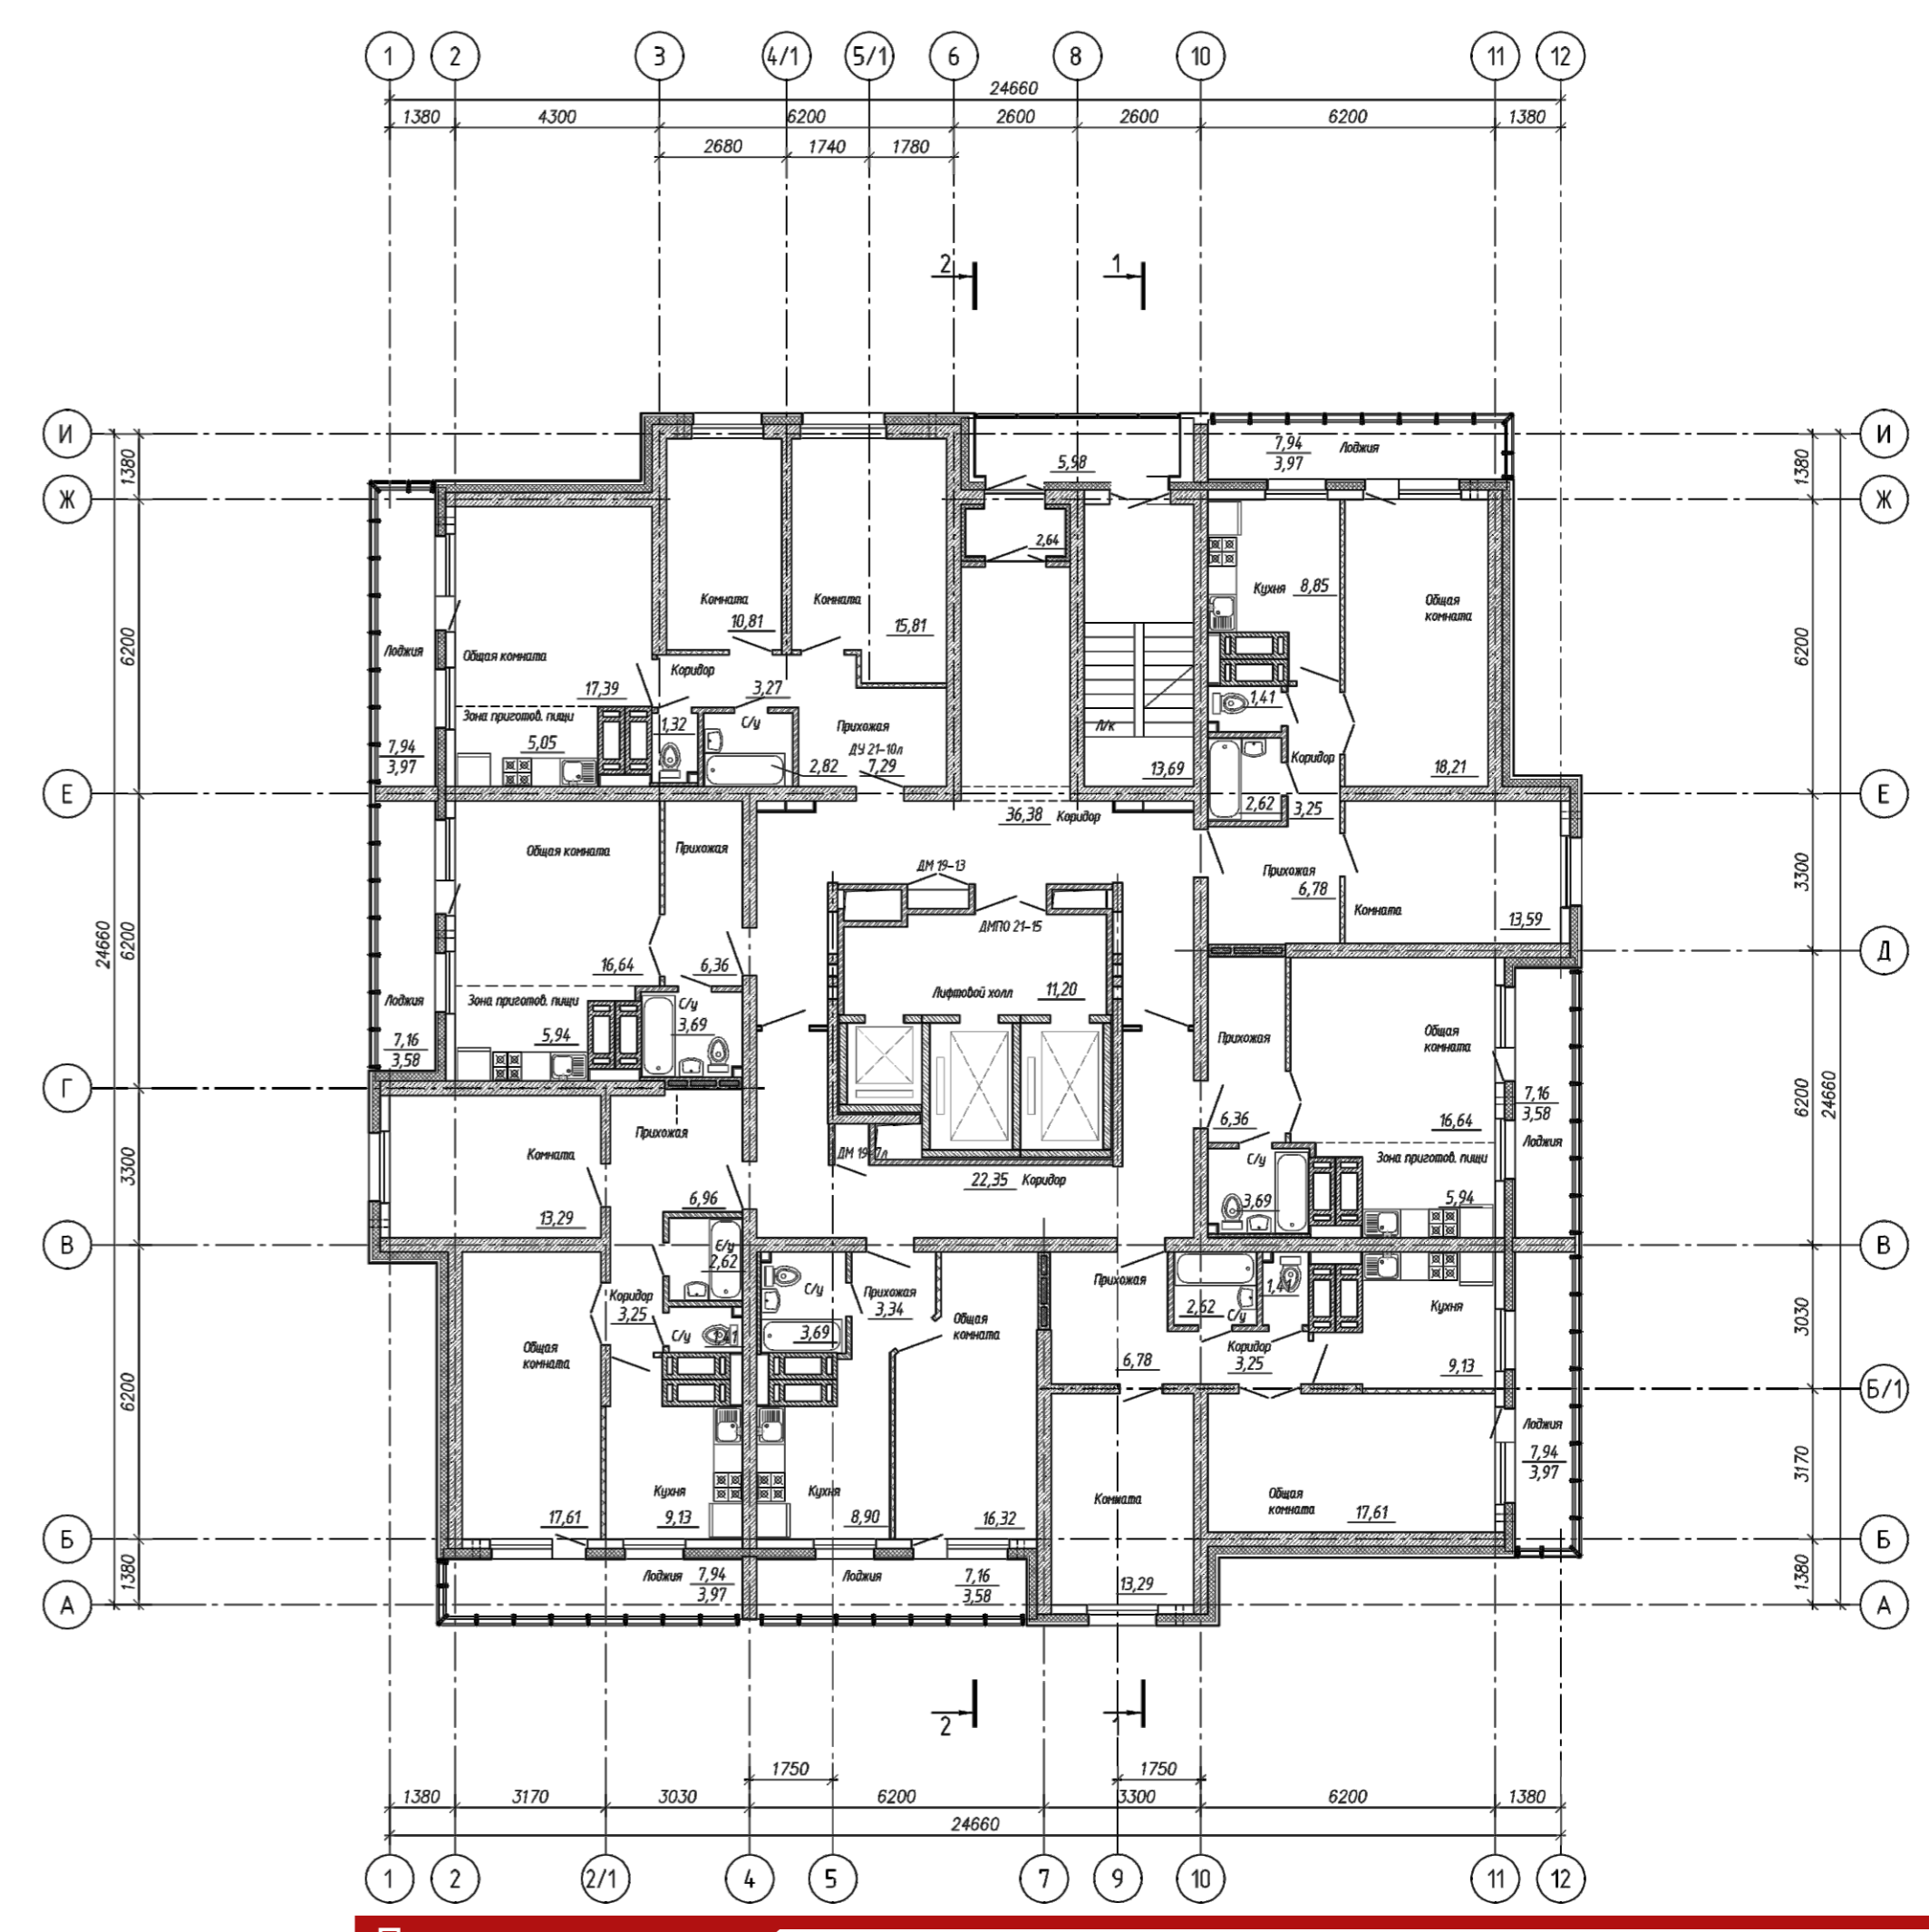 1 2 3 4/1 5/1 6 8 10 11 12
24660
1380 4300 6200 2600 2600 6200 1380
2680 1740 1780
2 1
И И
1380 7,94 Лоджия 1380
3,97
5,98
Ж Ж
2,64
Кухня 8,85
Комната Комната Общая
комната
10,81 15,81
6200 Лоджия Общая комната Коридор 6200
17,39 3,27 1,41
Зона приготов. пищи 1,32 С/у Прихожая Л/к
5,05 ДУ 21-10л Коридор
7,94 2,82 7,29 13,69 18,21
3,97
Е Е
36,38 Коридор 2,62 3,25
Общая комната Прихожая
ДМ 19-13 Прихожая 3300
6,78
Комната
ДМПО 21-15 13,59
24660 6200 Д
16,64 6,36
Лоджия Зона приготов. пищи С/у Лифтовой холл 11,20
3,69 Прихожая Общая
комната
7,16 5,94
3,58
Г 7,16 6200 24660
3,58
6,36 16,64
Прихожая Лоджия
Комната ДМ 19-7л С/у Зона приготов. пищи
3300 22,35 Коридор
6,96 3,69 5,94
13,29
В В
С/у
2,62 Прихожая
С/у Прихожая 2,62 С/у 1,41
Коридор 3,34 Кухня 3030
3,25 Общая
комната
С/у 1,41 3,69 Коридор
Общая 6,78 3,25 9,13
комната
6200 Б/1
Лоджия
7,94
3,97
Кухня Кухня Комната Общая 3170
комната
17,61 9,13 8,90 16,32 17,61
Б Б
1380 Лоджия 7,94 Лоджия 7,16 13,29 1380
3,97 3,58
А А
2
1750 1750
1380 3170 3030 6200 3300 6200 1380
24660
1 2 2/1 4 5 7 9 10 11 12